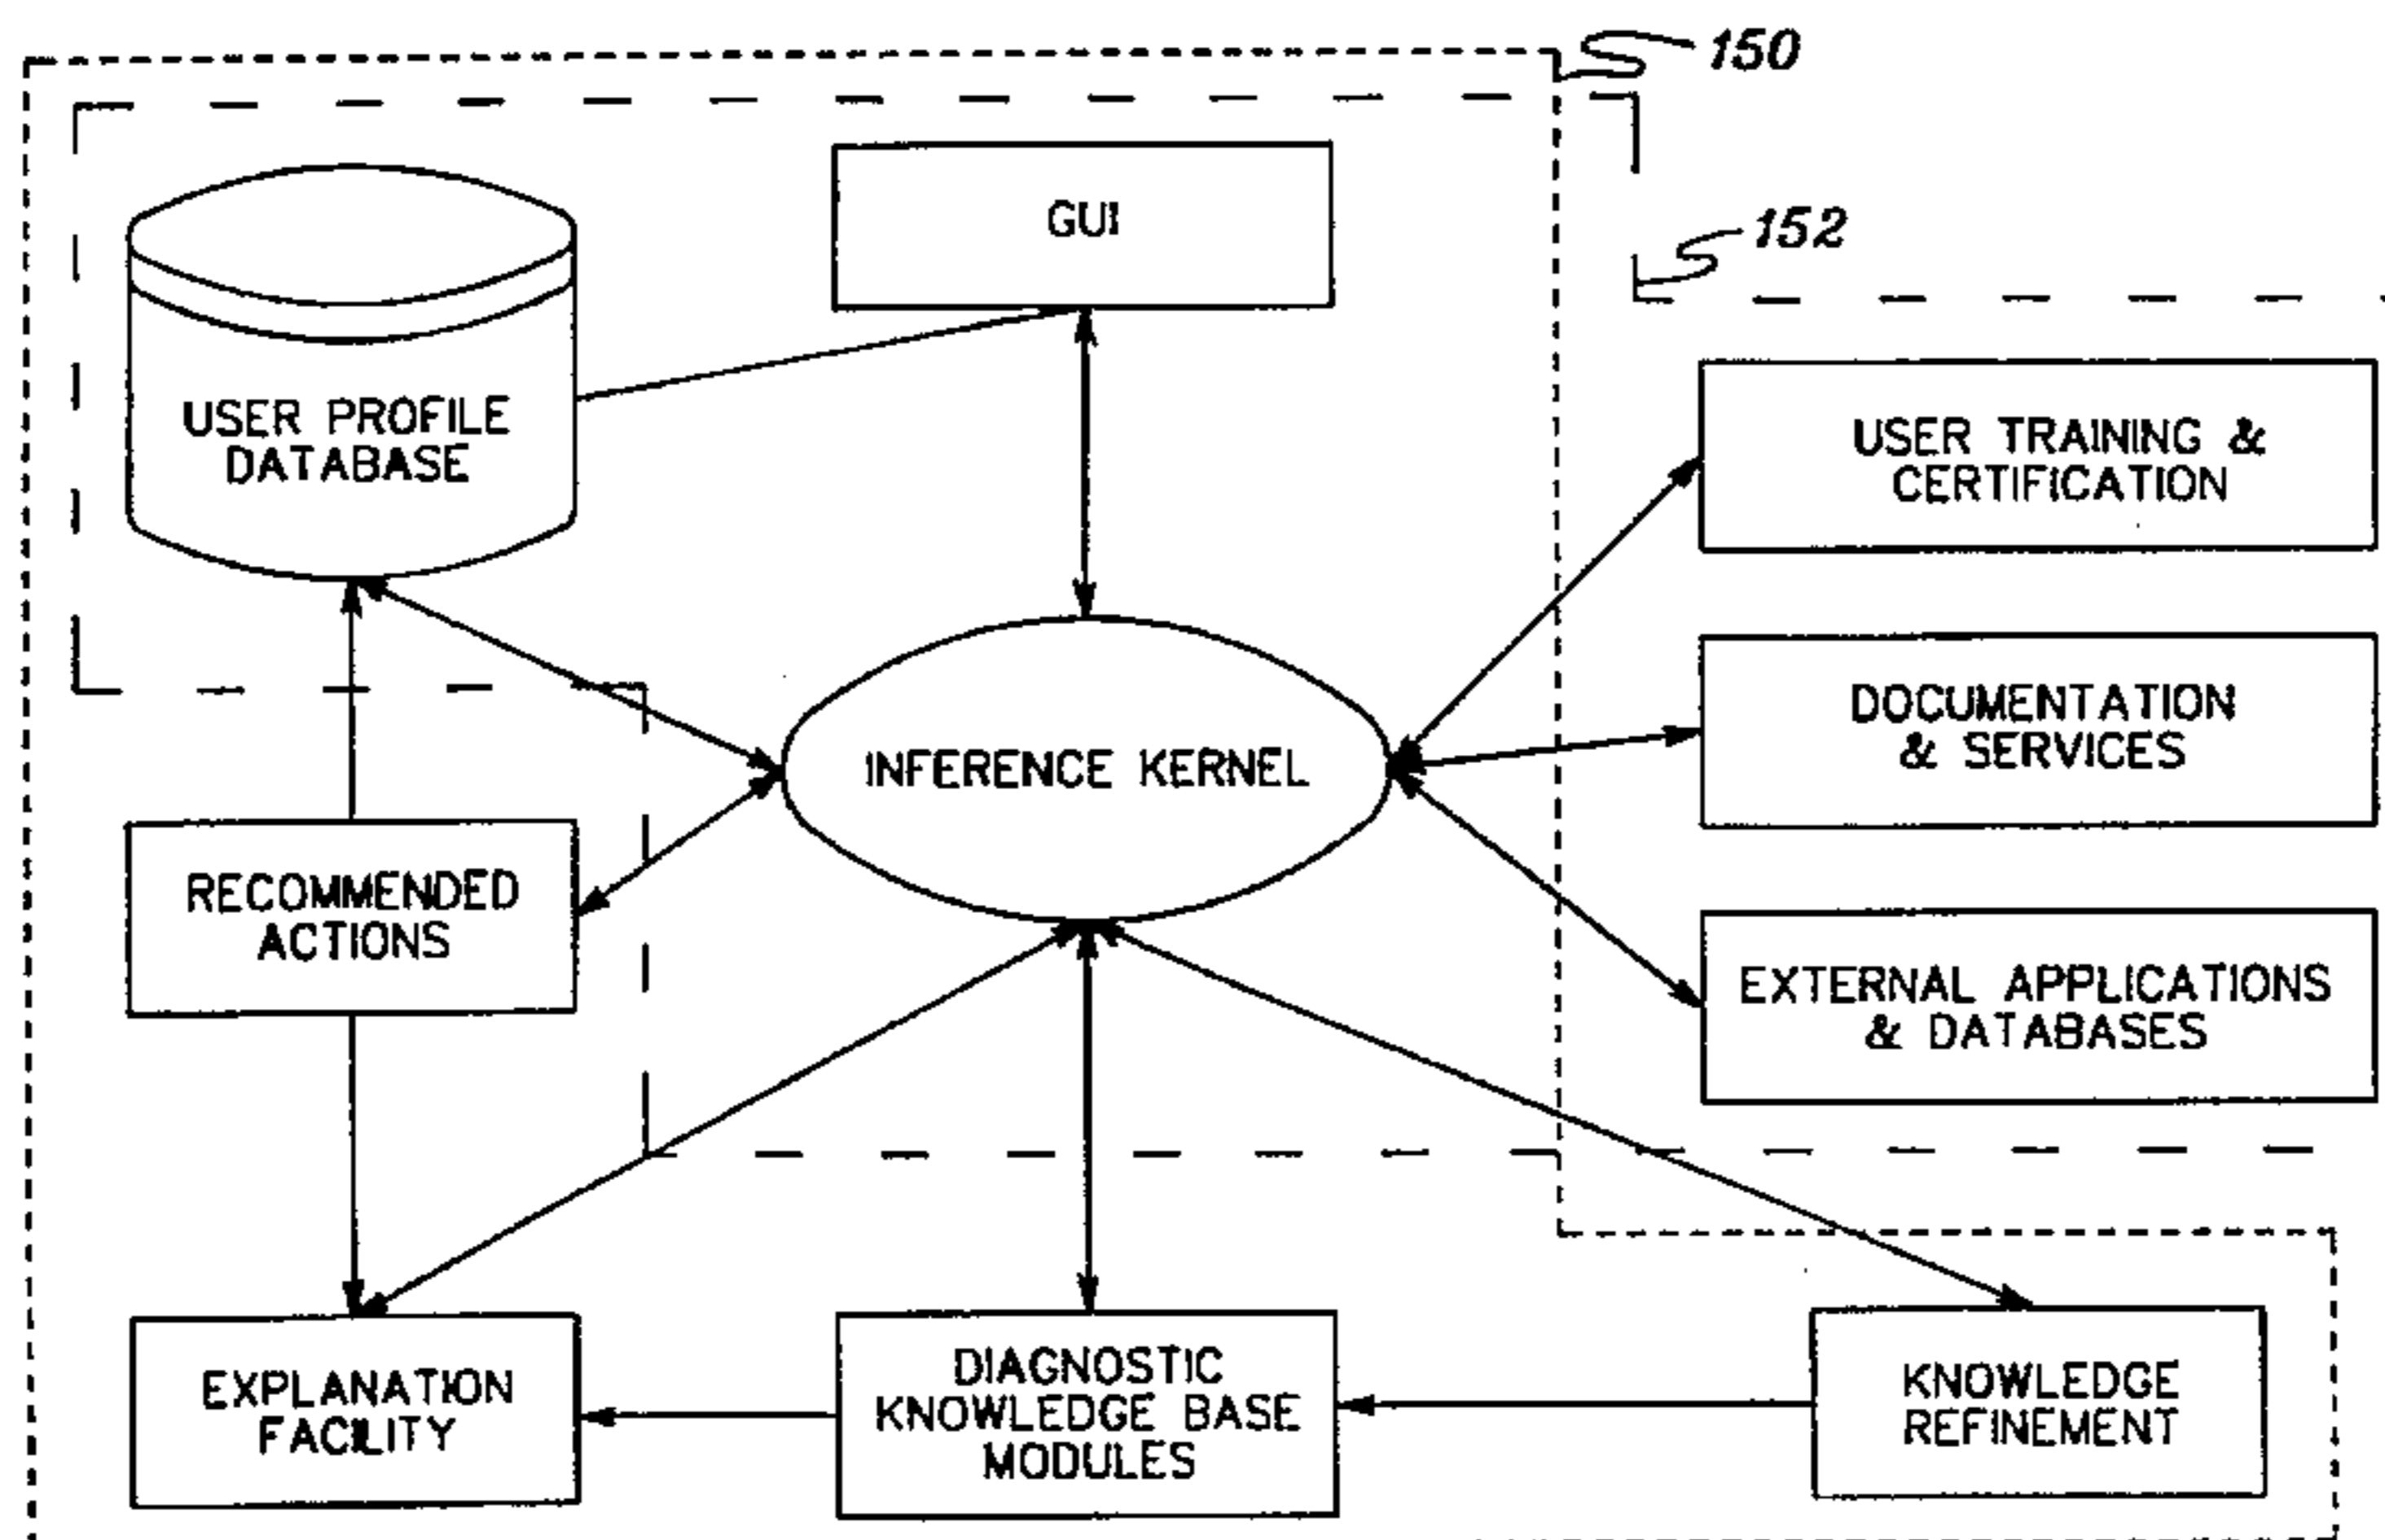 150
GUI
152
USER PROFILE
DATABASE
USER TRAINING &
CERTIFICATION
DOCUMENTATION
& SERVICES
INFERENCE KERNEL
RECOMMENDED
ACTIONS
EXTERNAL APPLICATIONS
& DATABASES
EXPLANATION
FACILITY
DIAGNOSTIC
KNOWLEDGE BASE
MODULES
KNOWLEDGE
REFINEMENT